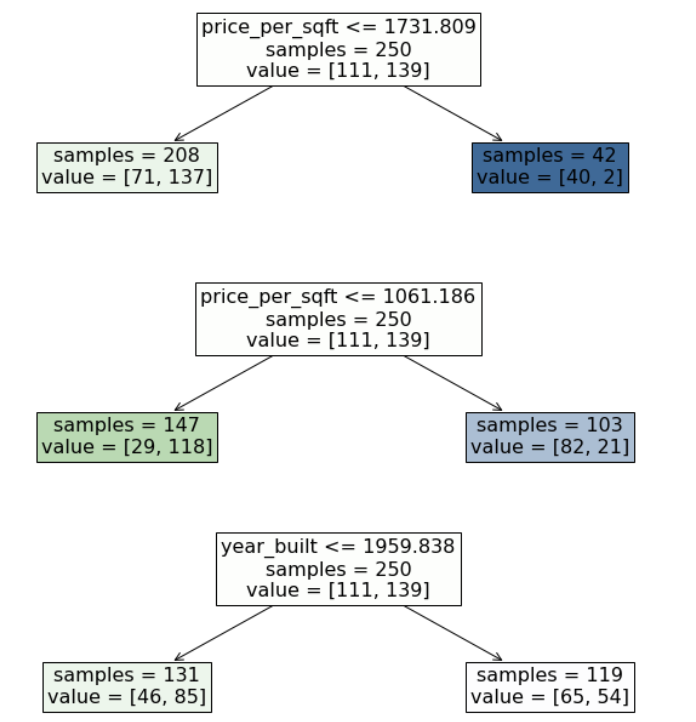 price_per_sqft <= 1731.809
samples = 250
value = [111, 139]
samples = 208
value = [71, 137]
samples = 42
value = [40, 2]
price_per_sqft <= 1061.186
samples = 250
value = [111, 139]
samples = 147
value = [29, 118]
samples = 103
value = [82, 21]
year_built <= 1959.838
samples = 250
value = [111, 139]
samples = 131
value = [46, 85]
samples = 119
value = [65, 54]